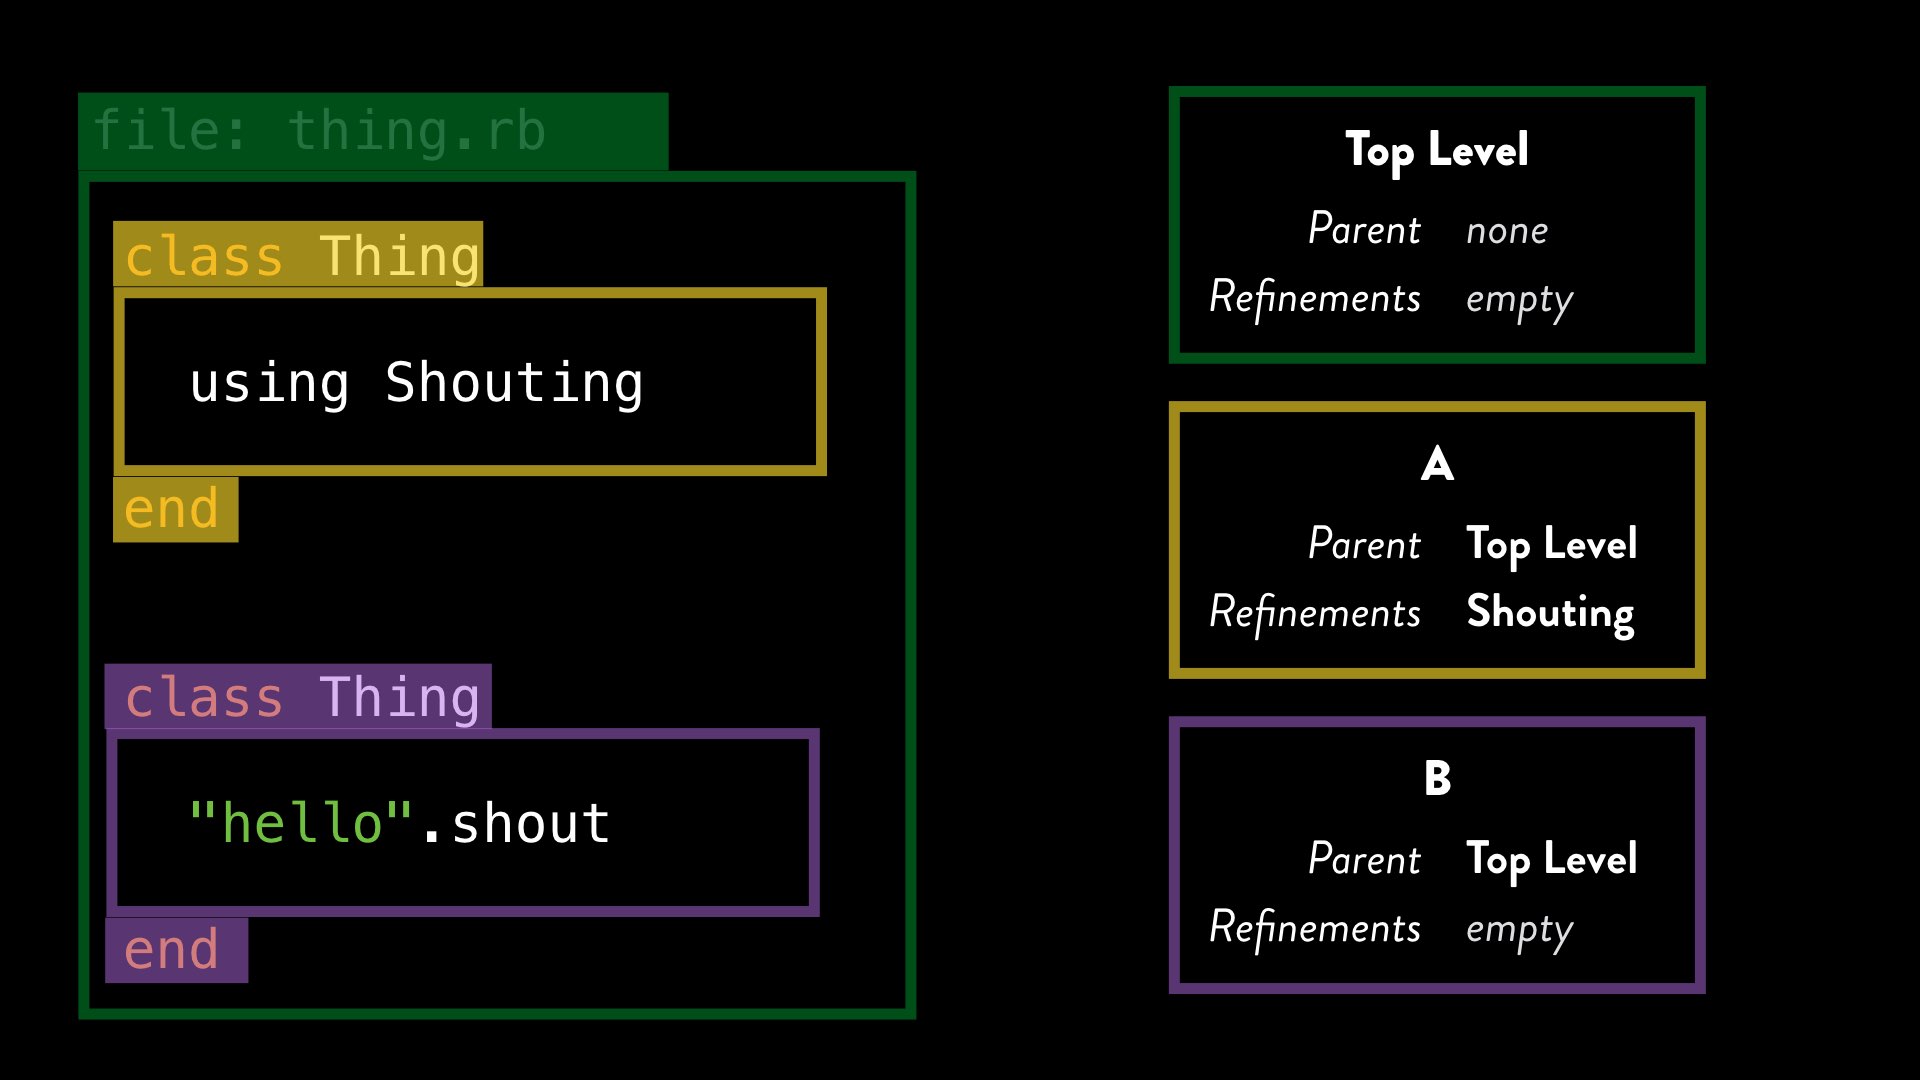 file: thing.rb
class Thing
using Shouting
end
class Thing
"hello".shout
end
Top Level
Parent none
Refinements empty
A
Parent Top Level
Refinements Shouting
B
Parent Top Level
Refinements empty